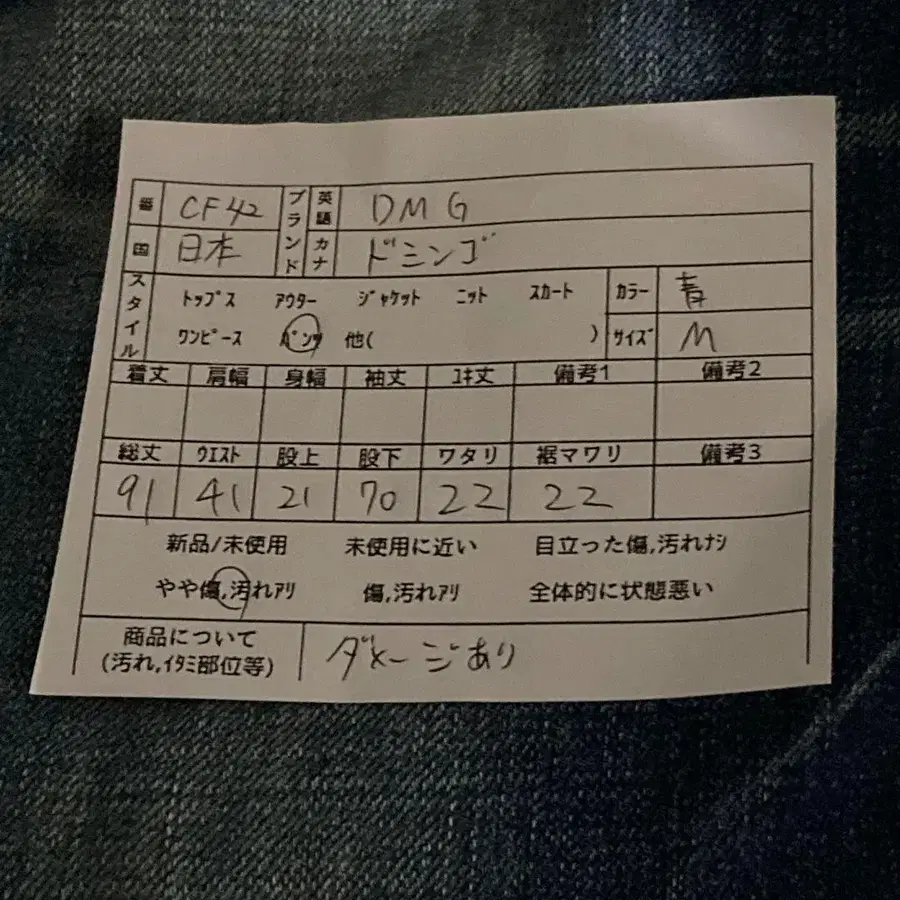 番 CF42 ブランド 英語 DMG
国 日本 カナ ドミンゴ
スタイル トップス アウター ジャケット ニット スカート カラー 青
ワンピース パンツ 他( ) サイズ M
着丈 肩幅 身幅 袖丈 ユキ丈 備考1 備考2
総丈 ウエスト 股上 股下 ワタリ 裾マワリ 備考3
91 41 21 70 22 22
新品/未使用 未使用に近い 目立った傷,汚れナシ
やや傷,汚れアリ 傷,汚れアリ 全体的に状態悪い
商品について
(汚れ,イタミ部位等) ダメージあり